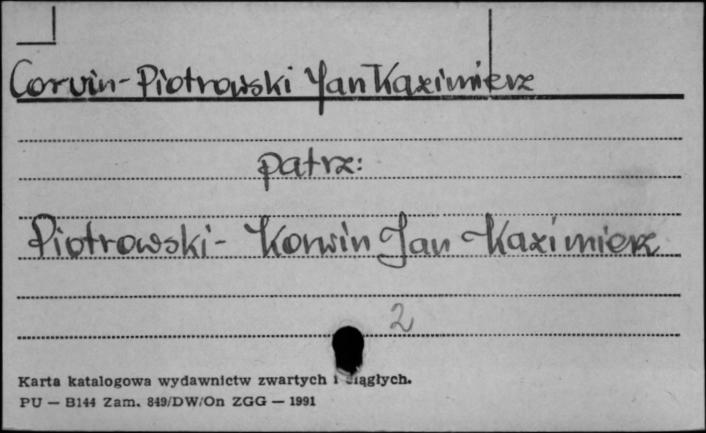 Corvin-Piotrowski Jan Kazimierz
patrz:
Piotrowski-Korwin Jan Kazimierz
2
Karta katalogowa wydawnictw zwartych i ciągłych.
PU — B144 Zam. 849/DW/On ZGG — 1991